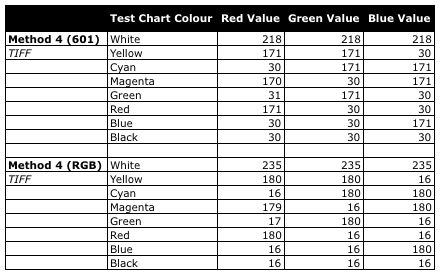 Test Chart Colour Red Value Green Value Blue Value
Method 4 (601) White 218 218 218
TIFF Yellow 171 171 30
Cyan 30 171 171
Magenta 170 30 171
Green 31 171 30
Red 171 30 30
Blue 30 30 171
Black 30 30 30
Method 4 (RGB) White 235 235 235
TIFF Yellow 180 180 16
Cyan 16 180 180
Magenta 179 16 180
Green 17 180 16
Red 180 16 16
Blue 16 16 180
Black 16 16 16